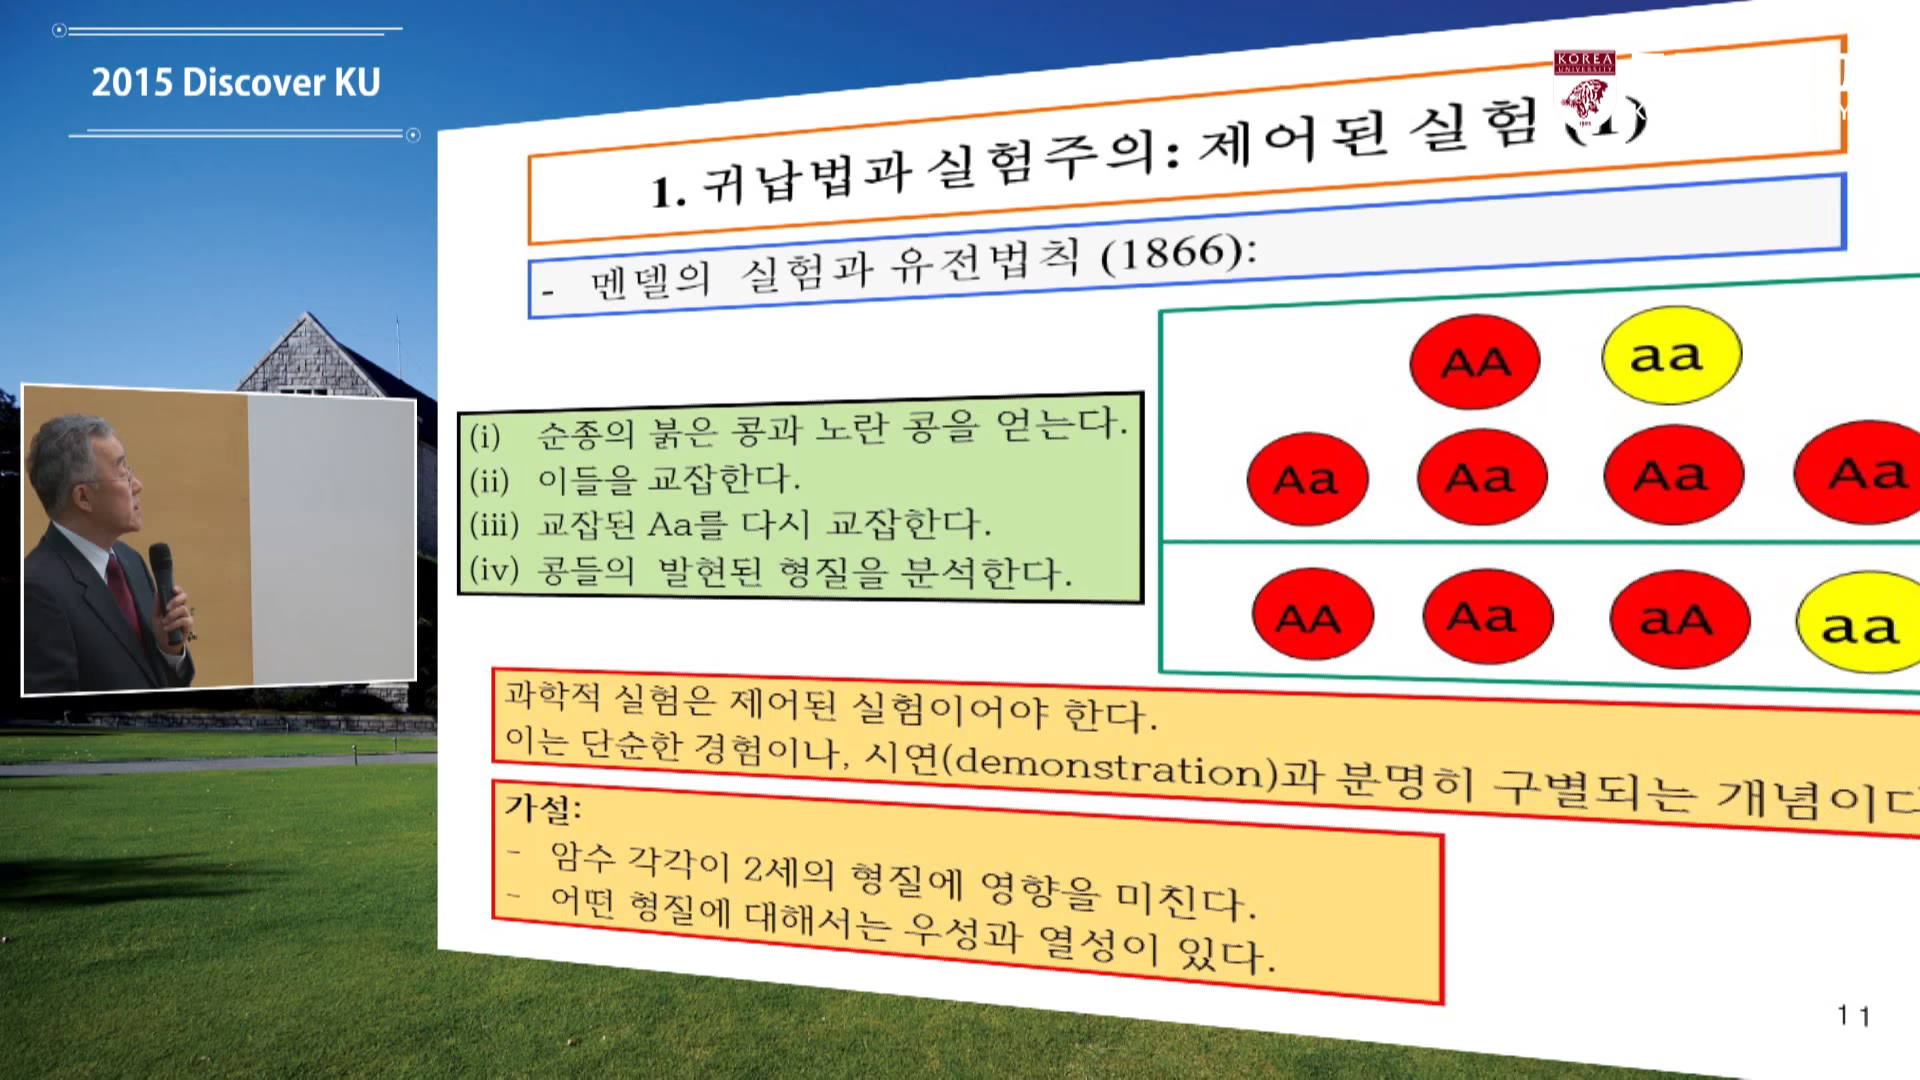 2015 Discover KU
KOREA
UNIVERSITY
1. 귀납법과 실험주의: 제어된 실험 (1)
- 멘델의 실험과 유전법칙 (1866):
AA aa
Aa Aa Aa Aa
AA Aa aA aa
(i) 순종의 붉은 콩과 노란 콩을 얻는다.
(ii) 이들을 교잡한다.
(iii) 교잡된 Aa를 다시 교잡한다.
(iv) 콩들의 발현된 형질을 분석한다.
과학적 실험은 제어된 실험이어야 한다.
이는 단순한 경험이나, 시연(demonstration)과 분명히 구별되는 개념이다
가설:
- 암수 각각이 2세의 형질에 영향을 미친다.
- 어떤 형질에 대해서는 우성과 열성이 있다.
11